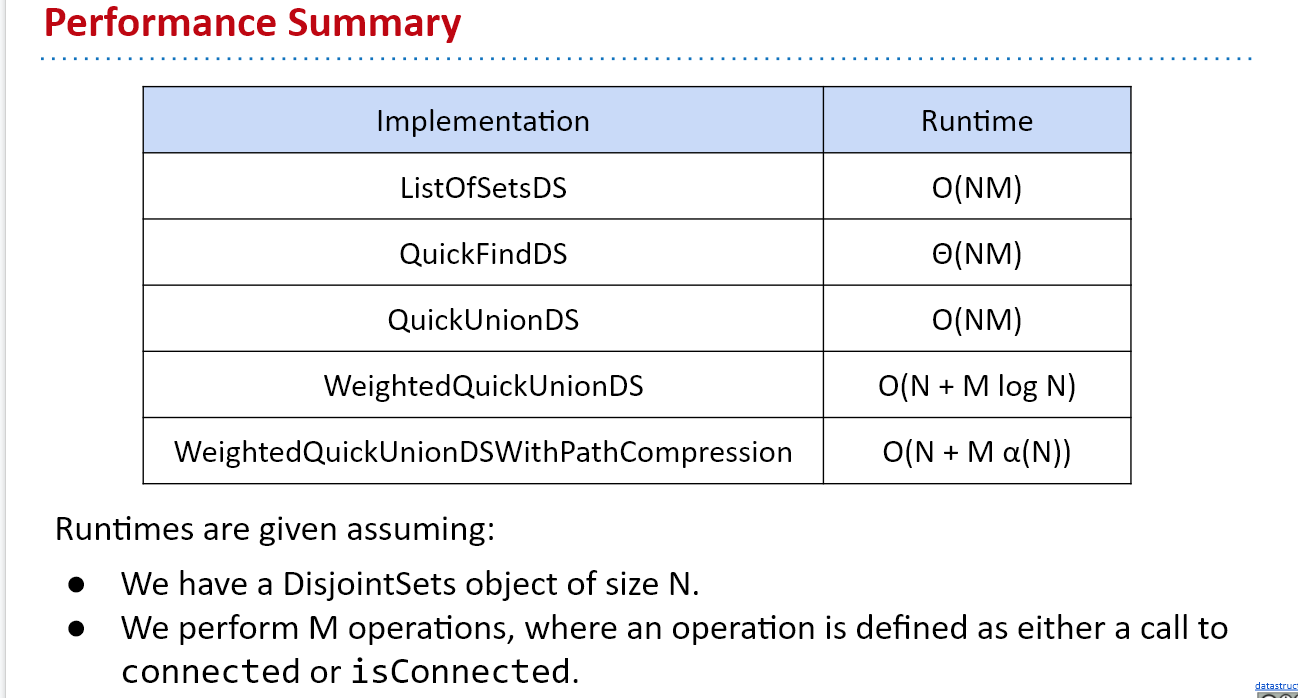 Performance Summary
Implementation Runtime
ListOfSetsDS O(NM)
QuickFindDS Θ(NM)
QuickUnionDS O(NM)
WeightedQuickUnionDS O(N + M log N)
WeightedQuickUnionDSWithPathCompression O(N + M α(N))
Runtimes are given assuming:
● We have a DisjointSets object of size N.
● We perform M operations, where an operation is defined as either a call to
connected or isConnected.